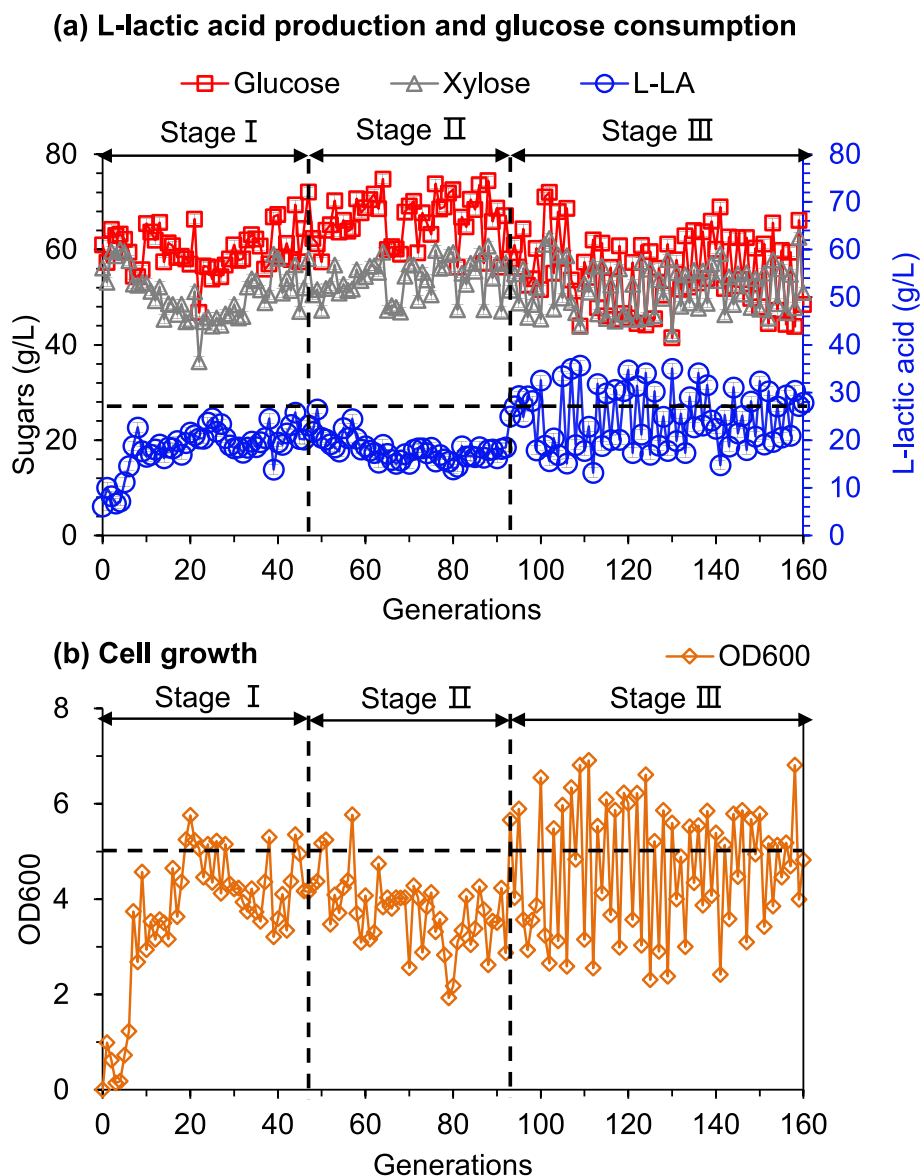 (a) L-lactic acid production and glucose consumption
Glucose Xylose L-LA
Stage Ⅰ Stage Ⅱ Stage Ⅲ
80 80
70
60 60
50
40 40
30
20 20
10
0 0
Sugars (g/L)
L-lactic acid (g/L)
0 20 40 60 80 100 120 140 160
Generations
(b) Cell growth
OD600
Stage Ⅰ Stage Ⅱ Stage Ⅲ
8
6
4
2
0
OD600
0 20 40 60 80 100 120 140 160
Generations